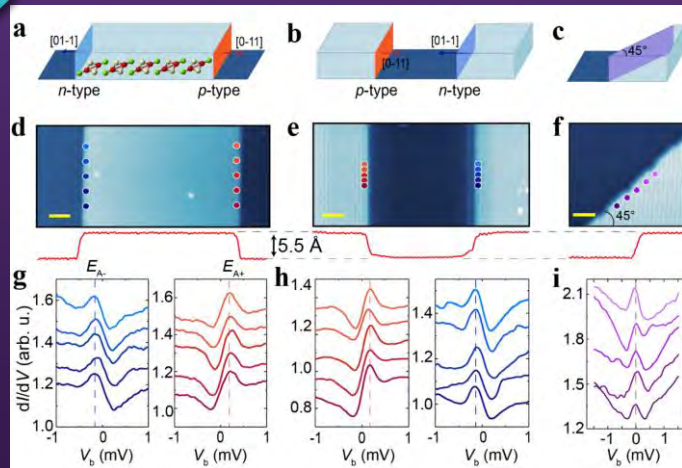 a
b
c
[01-1]
[0-11]
[01-1]
[0-11]
45°
n-type
p-type
p-type
n-type
d
e
f
45°
5.5 Å
g
E_A-
E_A+
h
i
1.6
1.4
1.2
1.0
1.6
1.4
1.2
1.0
1.4
1.2
1.0
0.8
1.4
1.2
1.0
2.1
1.8
1.5
1.2
dI/dV (arb. u.)
-1 0 1
-1 0 1
-1 0 1
-1 0 1
0
V_b (mV)
V_b (mV)
V_b (mV)
V_b (mV)
V_b (mV)